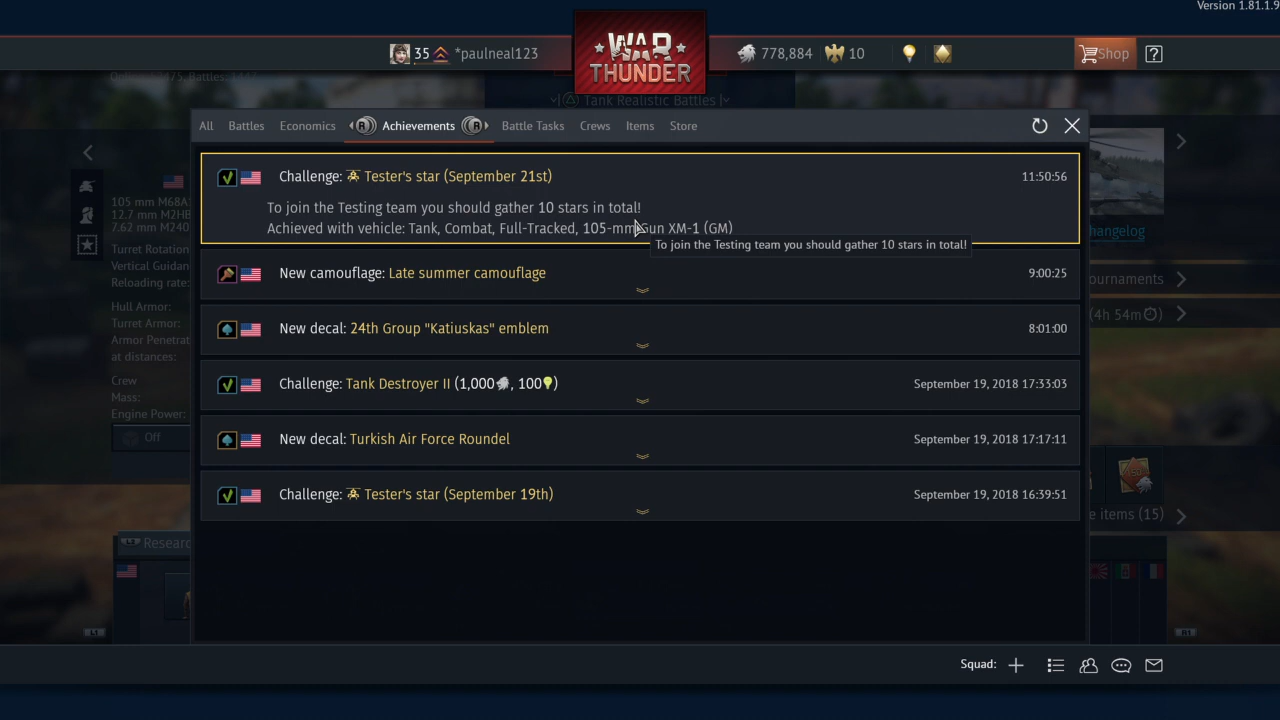 Version 1.81.1.9
35 *paulneal123
WAR THUNDER
778,884
10
Shop
?
Tank Realistic Battles
All
Battles
Economics
R
Achievements
R
Battle Tasks
Crews
Items
Store
Challenge: Tester's star (September 21st)
11:50:56
To join the Testing team you should gather 10 stars in total!
Achieved with vehicle: Tank, Combat, Full-Tracked, 105-mm Gun XM-1 (GM)
To join the Testing team you should gather 10 stars in total!
New camouflage: Late summer camouflage
9:00:25
New decal: 24th Group "Katiuskas" emblem
8:01:00
Challenge: Tank Destroyer II (1,000, 100)
September 19, 2018 17:33:03
New decal: Turkish Air Force Roundel
September 19, 2018 17:17:11
Challenge: Tester's star (September 19th)
September 19, 2018 16:39:51
105 mm M68A
12.7 mm M2HB
7.62 mm M240
Turret Rotation
Vertical Guidan
Reloading rate:
Hull Armor:
Turret Armor:
Armor Penetrat
at distances:
Crew
Mass:
Engine Power:
Off
L2 Researc
L1
hangelog
ournaments
(4h 54m)
e items (15)
R1
Squad: